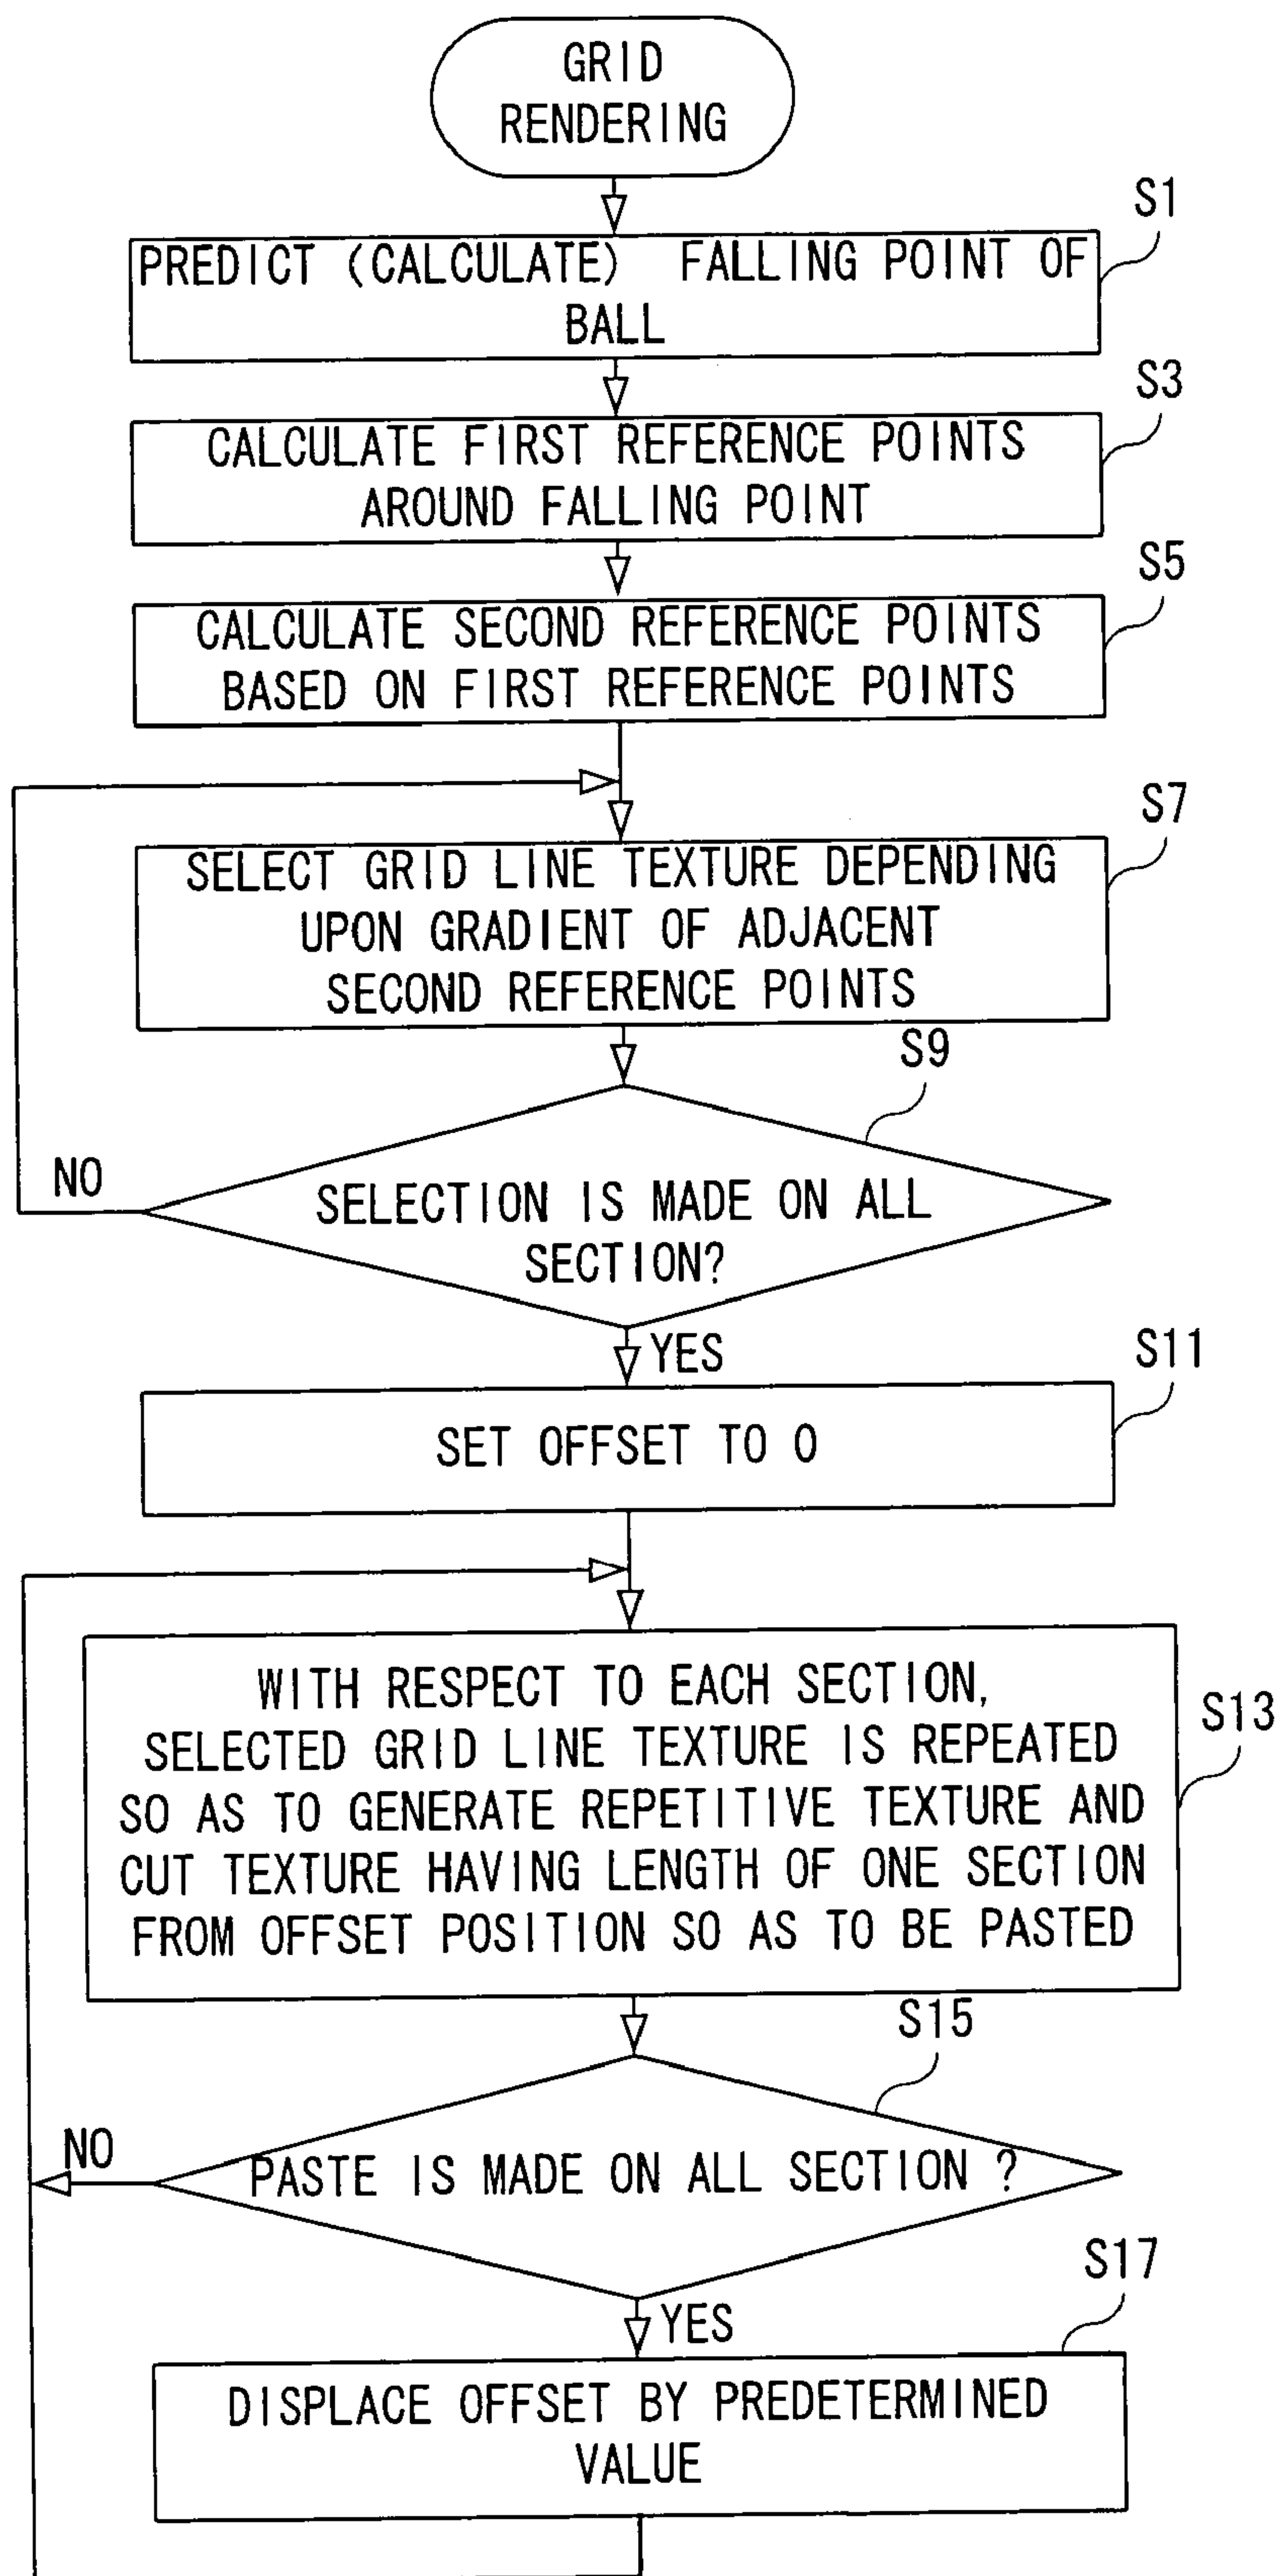 GRID
RENDERING
S1
PREDICT (CALCULATE) FALLING POINT OF
BALL
S3
CALCULATE FIRST REFERENCE POINTS
AROUND FALLING POINT
S5
CALCULATE SECOND REFERENCE POINTS
BASED ON FIRST REFERENCE POINTS
S7
SELECT GRID LINE TEXTURE DEPENDING
UPON GRADIENT OF ADJACENT
SECOND REFERENCE POINTS
S9
NO
SELECTION IS MADE ON ALL
SECTION?
YES
S11
SET OFFSET TO 0
S13
WITH RESPECT TO EACH SECTION,
SELECTED GRID LINE TEXTURE IS REPEATED
SO AS TO GENERATE REPETITIVE TEXTURE AND
CUT TEXTURE HAVING LENGTH OF ONE SECTION
FROM OFFSET POSITION SO AS TO BE PASTED
S15
NO
PASTE IS MADE ON ALL SECTION ?
YES
S17
DISPLACE OFFSET BY PREDETERMINED
VALUE